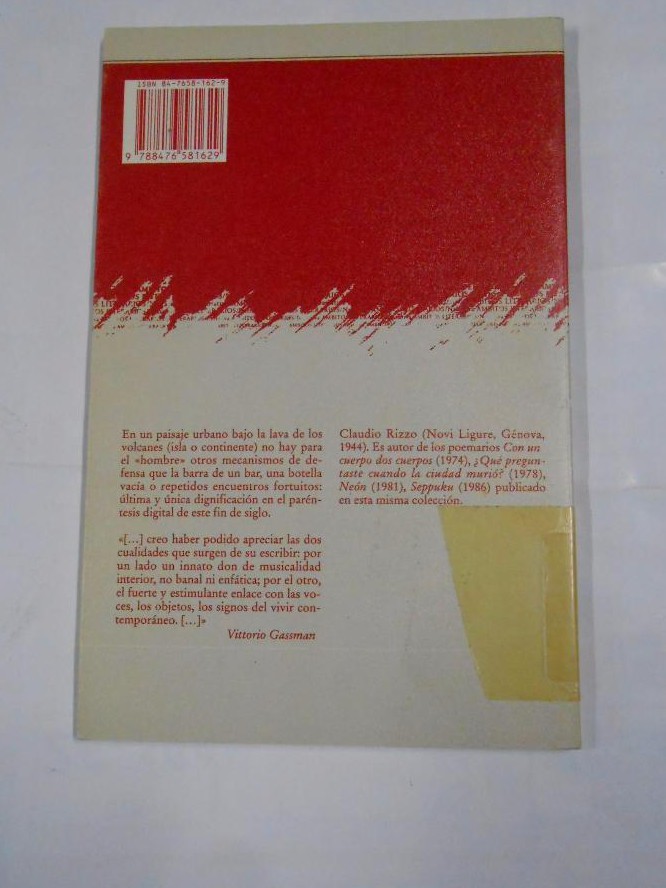 ISBN 84-7658-162-9
9 788476 581629
En un paisaje urbano bajo la lava de los
volcanes (isla o continente) no hay para
el «hombre» otros mecanismos de de-
fensa que la barra de un bar, una botella
vacía o repetidos encuentros fortuitos:
última y única dignificación en el parén-
tesis digital de este fin de siglo.
«[...] creo haber podido apreciar las dos
cualidades que surgen de su escribir: por
un lado un innato don de musicalidad
interior, no banal ni enfática; por el otro,
el fuerte y estimulante enlace con las vo-
ces, los objetos, los signos del vivir con-
temporáneo. [...]»
Vittorio Gassman
Claudio Rizzo (Novi Ligure, Génova,
1944). Es autor de los poemarios Con un
cuerpo dos cuerpos (1974), ¿Qué pregun-
taste cuando la ciudad murió? (1978),
Neón (1981), Seppuku (1986) publicado
en esta misma colección.